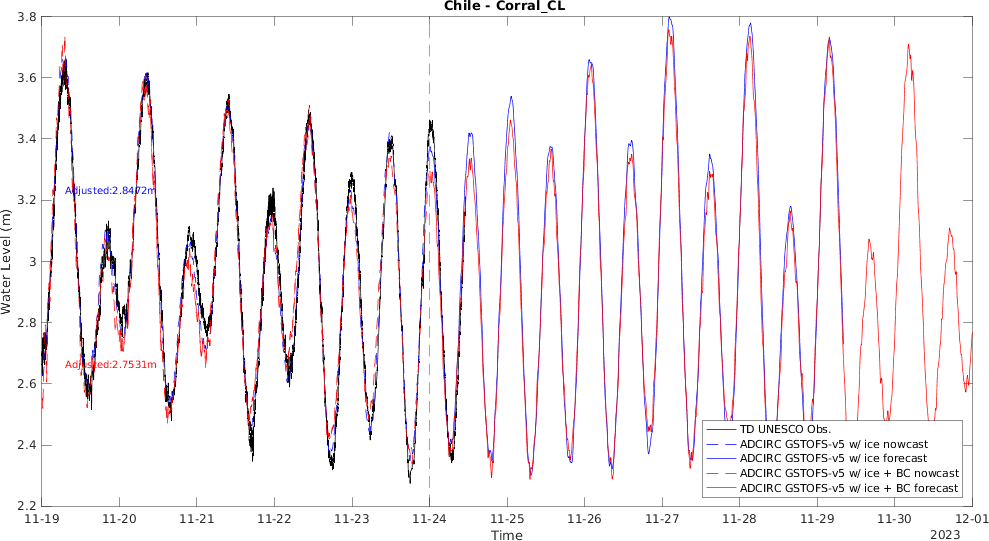 Chile - Corral_CL
3.8
3.6
3.4
3.2
3
2.8
2.6
2.4
2.2
Water Level (m)
Adjusted:2.8472m
Adjusted:2.7531m
TD UNESCO Obs.
ADCIRC GSTOFS-v5 w/ ice nowcast
ADCIRC GSTOFS-v5 w/ ice forecast
ADCIRC GSTOFS-v5 w/ ice + BC nowcast
ADCIRC GSTOFS-v5 w/ ice + BC forecast
11-19 11-20 11-21 11-22 11-23 11-24 11-25 11-26 11-27 11-28 11-29 11-30 12-01
Time
2023